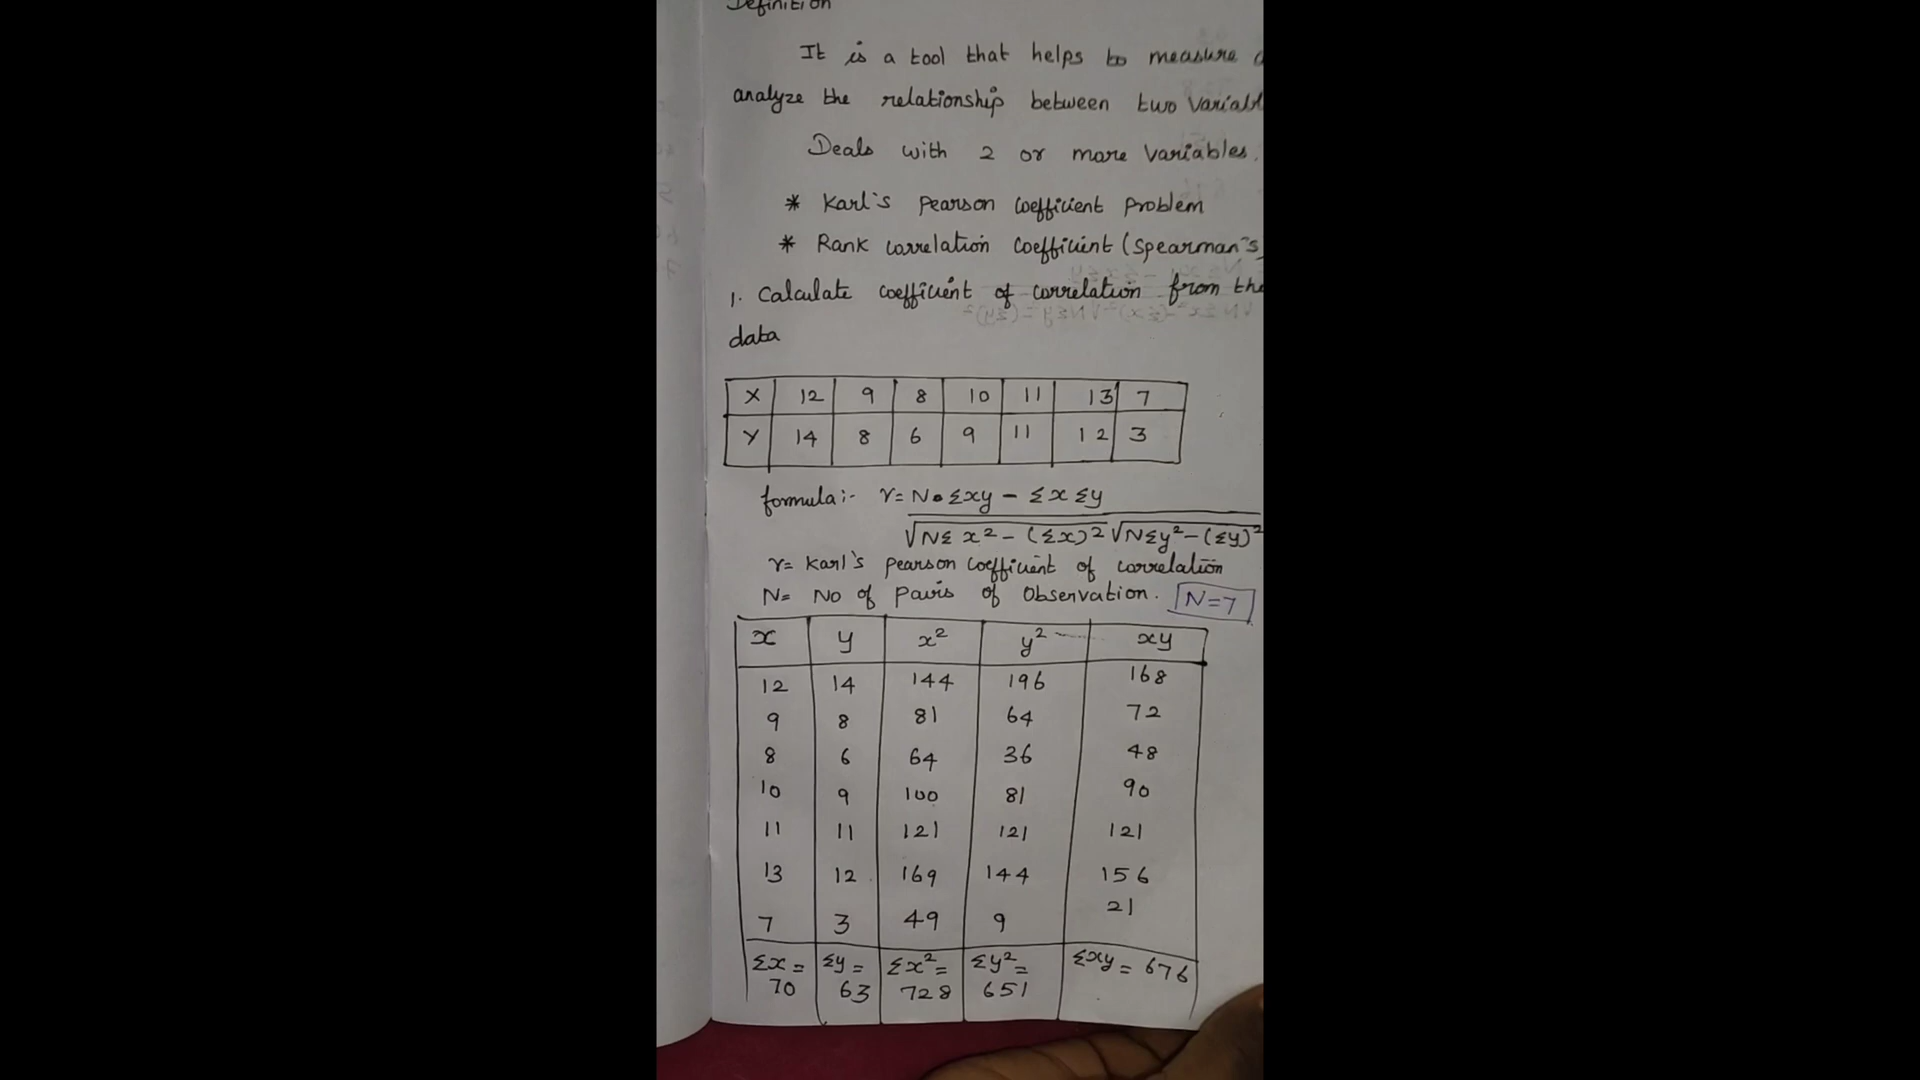 Definition
It is a tool that helps to measure
analyze the relationship between two
Deals with 2 or more variables.
* Karl's pearson coefficient problem
* Rank correlation coefficient (spearman's)
1. Calculate coefficient of correlation from the
data
X 12 9 8 10 11 13 7
Y 14 8 6 9 11 12 3
formula:- r= N•Σxy - Σx Σy
√NΣx² - (Σx)² √NΣy² - (Σy)²
r= Karl's pearson coefficient of correlation
N= No of pairs of observation. N=7
x y x² y² xy
12 14 144 196 168
9 8 81 64 72
8 6 64 36 48
10 9 100 81 90
11 11 121 121 121
13 12 169 144 156
7 3 49 9 21
Σx= Σy= Σx²= Σy²= Σxy= 676
70 63 728 651